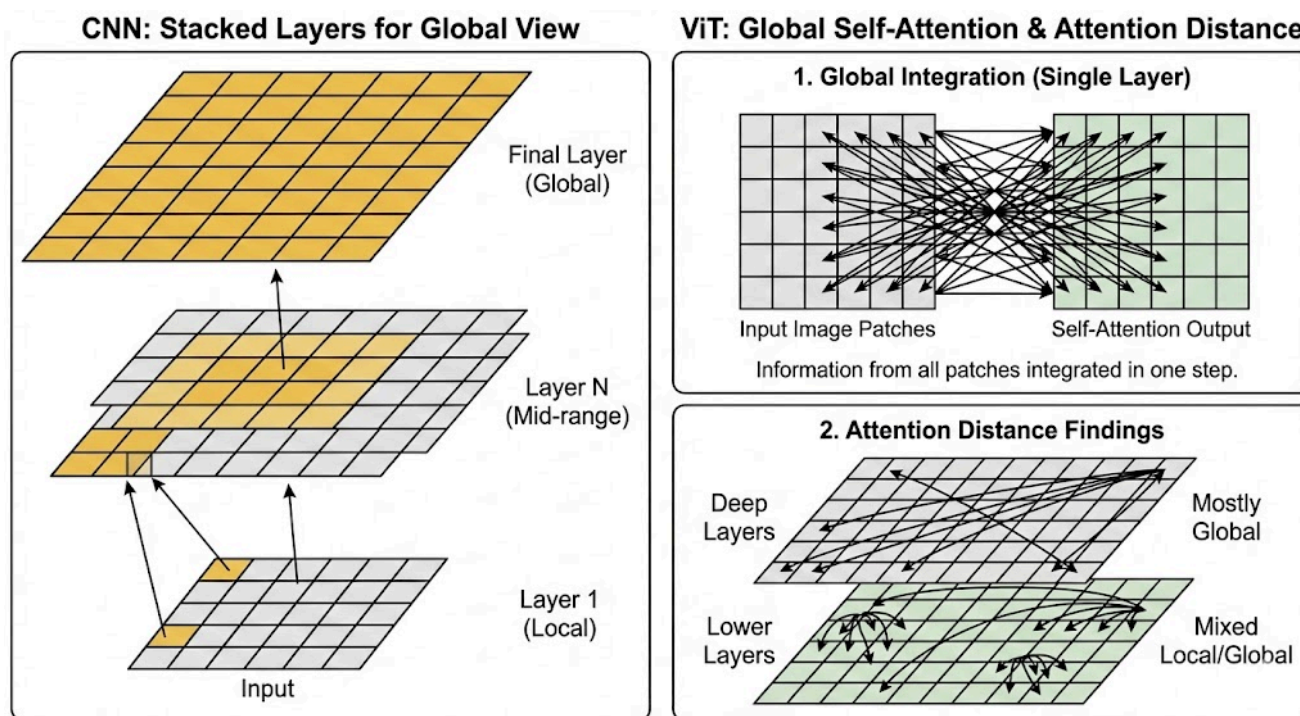 CNN: Stacked Layers for Global View
Final Layer
(Global)
Layer N
(Mid-range)
Layer 1
(Local)
Input
ViT: Global Self-Attention & Attention Distance
1. Global Integration (Single Layer)
Input Image Patches
Self-Attention Output
Information from all patches integrated in one step.
2. Attention Distance Findings
Deep
Layers
Mostly
Global
Lower
Layers
Mixed
Local/Global